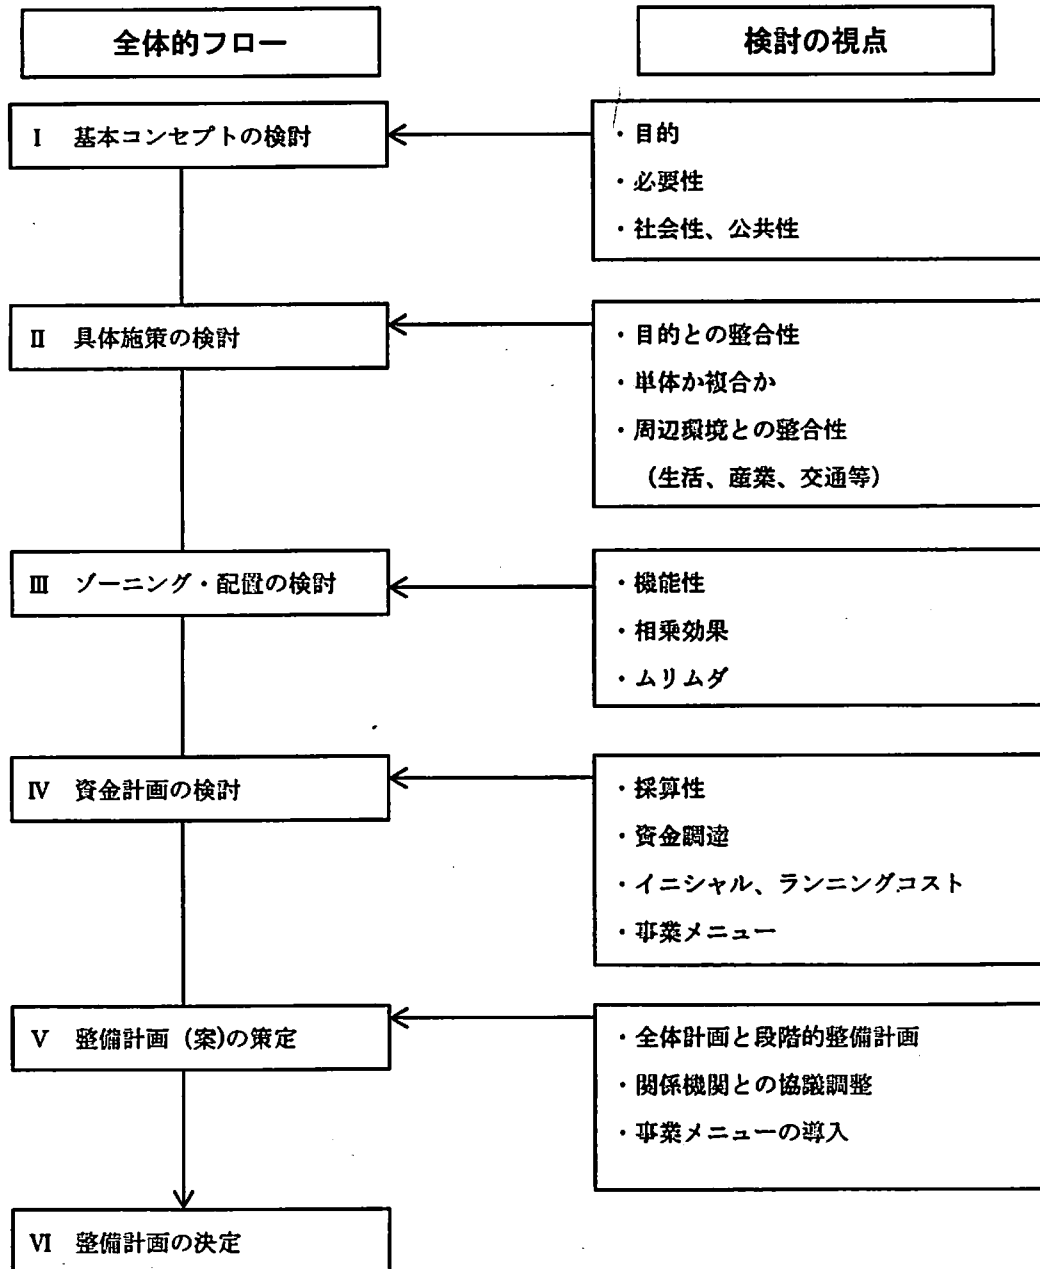 全体的フロー
検討の視点
Ⅰ 基本コンセプトの検討
・目的
・必要性
・社会性、公共性
Ⅱ 具体施策の検討
・目的との整合性
・単体か複合か
・周辺環境との整合性
(生活、産業、交通等)
Ⅲ ゾーニング・配置の検討
・機能性
・相乗効果
・ムリムダ
Ⅳ 資金計画の検討
・採算性
・資金調達
・イニシャル、ランニングコスト
・事業メニュー
Ⅴ 整備計画(案)の策定
・全体計画と段階的整備計画
・関係機関との協議調整
・事業メニューの導入
Ⅵ 整備計画の決定